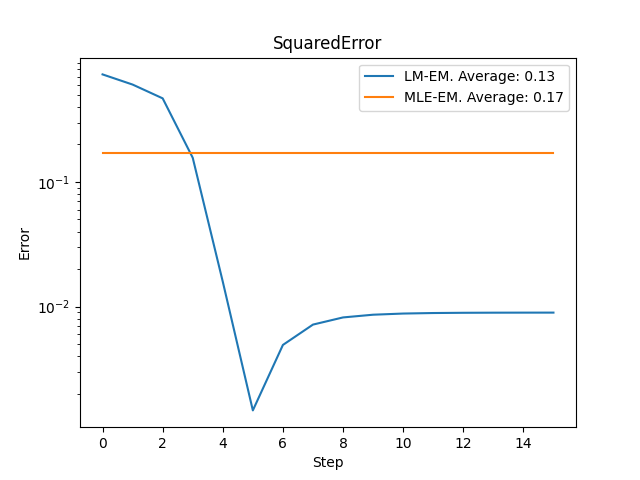 SquaredError
LM-EM. Average: 0.13
MLE-EM. Average: 0.17
10⁻¹
10⁻²
Error
0 2 4 6 8 10 12 14
Step